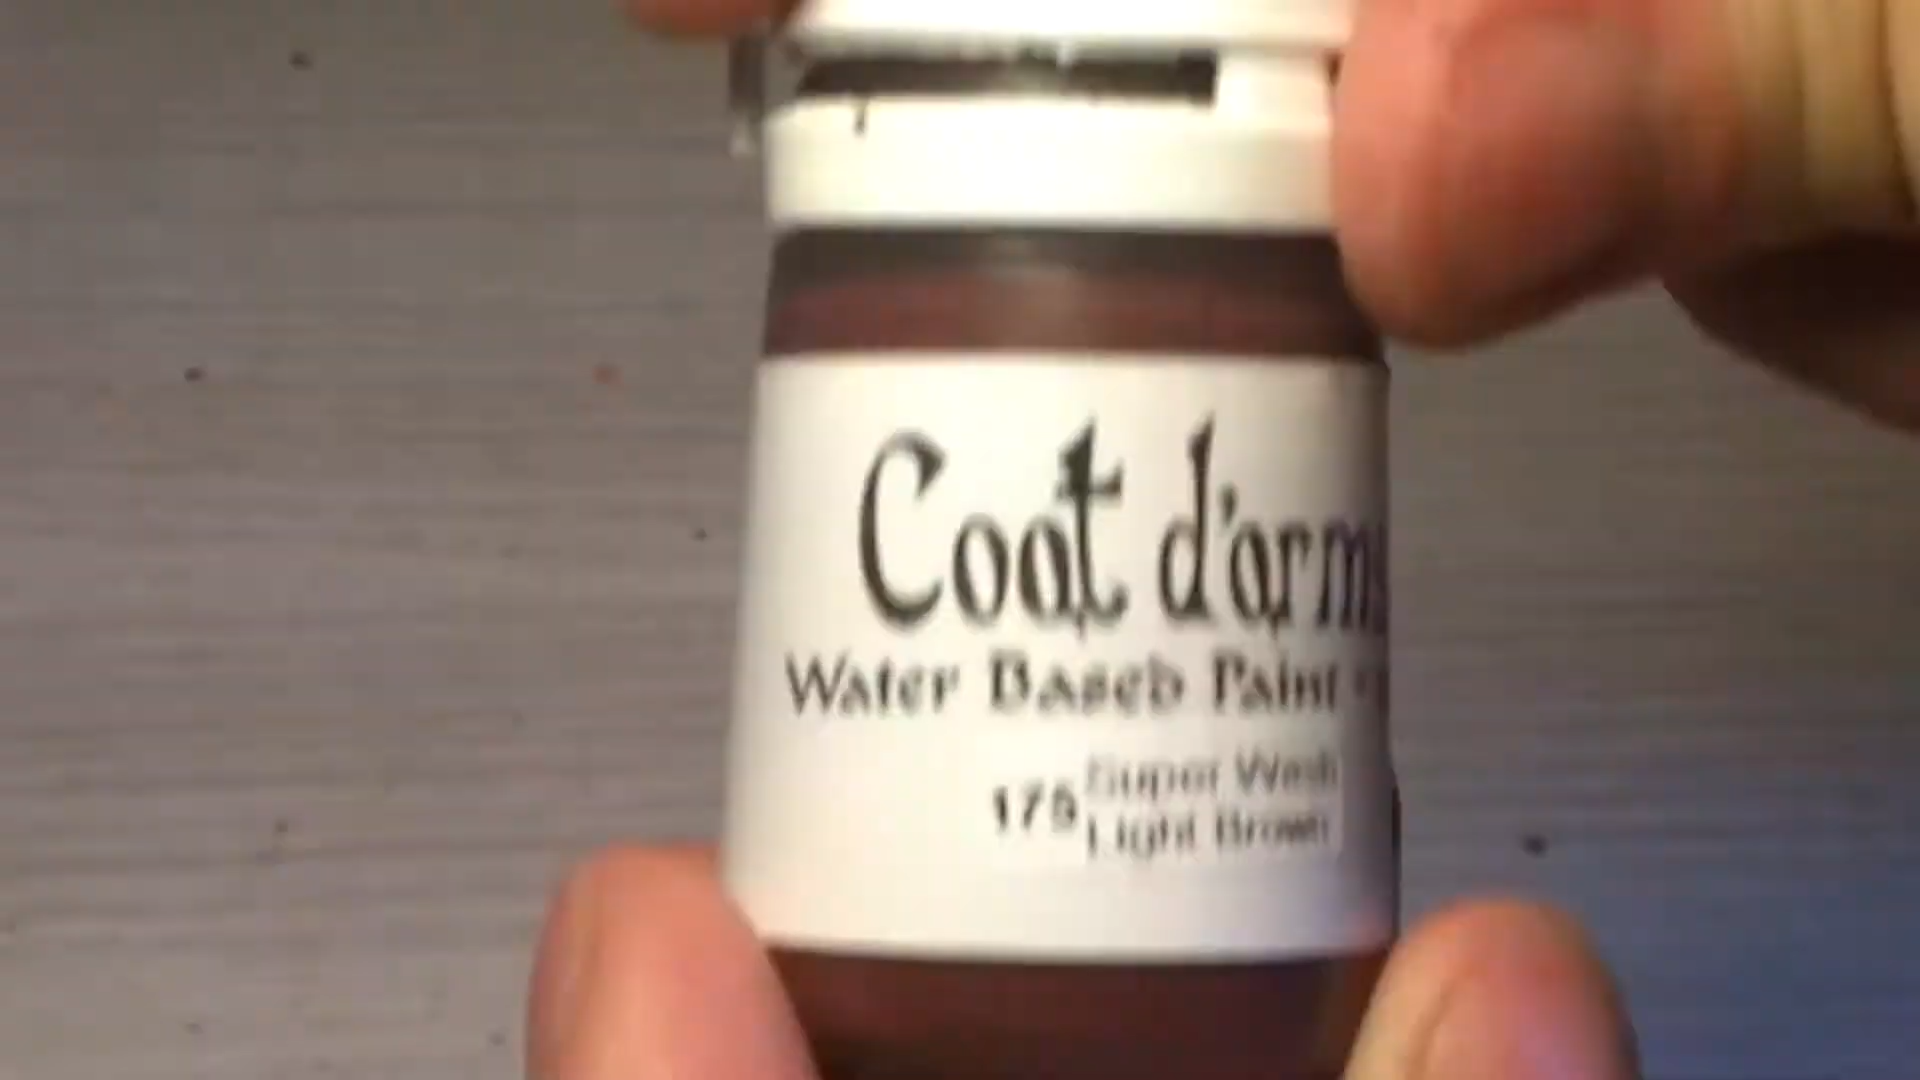 Coat d'arms
Water Based Paint
175
Super Wash
Light Brown